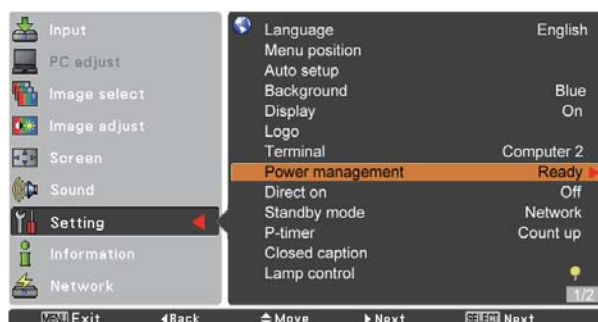 Input
PC adjust
Image select
Image adjust
Screen
Sound
Setting
Information
Network
Language English
Menu position
Auto setup
Background Blue
Display On
Logo
Terminal Computer 2
Power management Ready
Direct on Off
Standby mode Network
P-timer Count up
Closed caption
Lamp control
1/2
MENU Exit ◀Back Move ▶Next SELECT Next